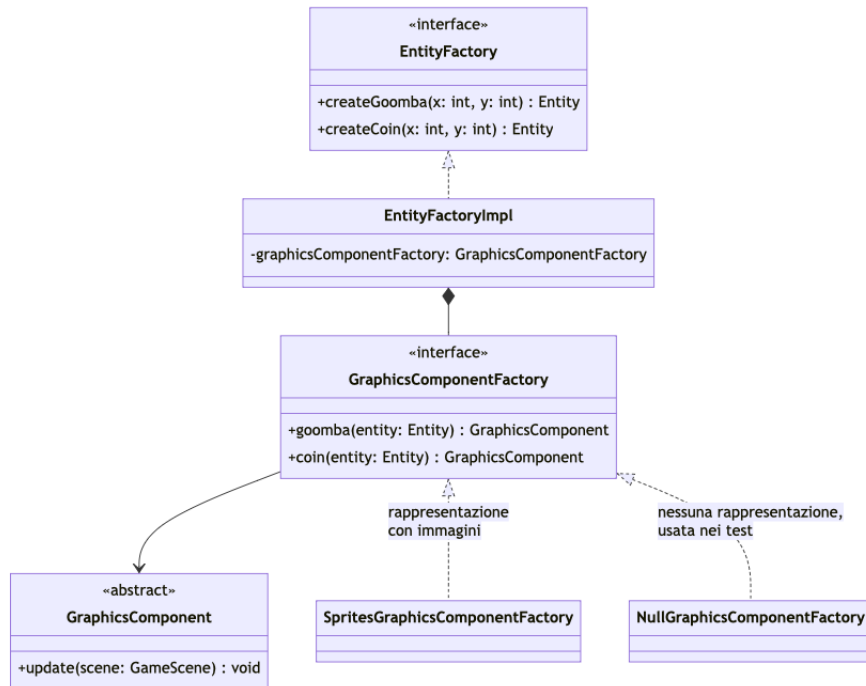 «interface»
EntityFactory
+createGoomba(x: int, y: int) : Entity
+createCoin(x: int, y: int) : Entity
EntityFactoryImpl
-graphicsComponentFactory: GraphicsComponentFactory
«interface»
GraphicsComponentFactory
+goomba(entity: Entity) : GraphicsComponent
+coin(entity: Entity) : GraphicsComponent
rappresentazione
con immagini
nessuna rappresentazione,
usata nei test
«abstract»
GraphicsComponent
+update(scene: GameScene) : void
SpritesGraphicsComponentFactory
NullGraphicsComponentFactory